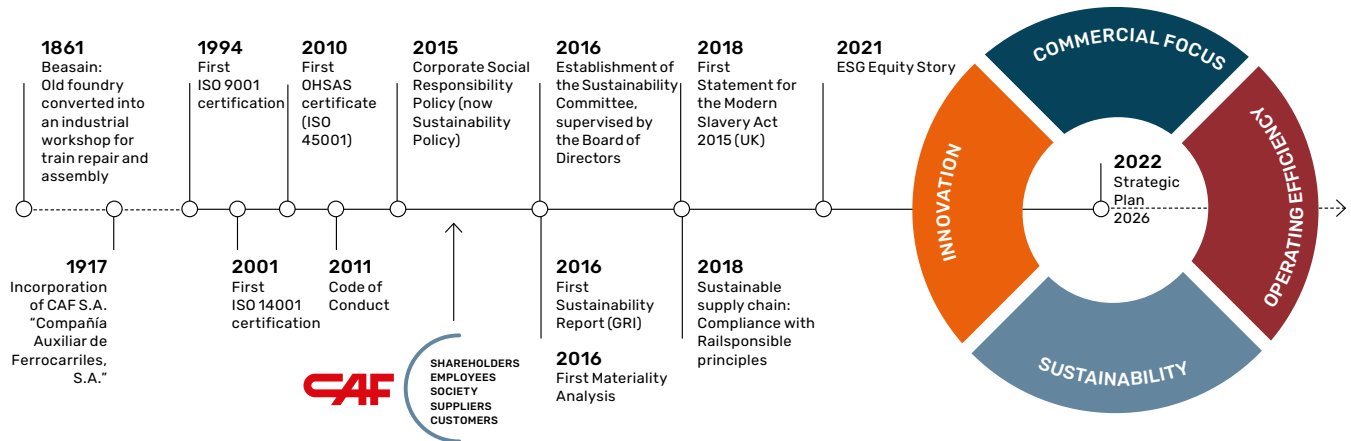 1861
Beasain:
Old foundry
converted into
an industrial
workshop for
train repair and
assembly
1917
Incorporation
of CAF S.A.
“Compañía
Auxiliar de
Ferrocarriles,
S.A.”
1994
First
ISO 9001
certification
2001
First
ISO 14001
certification
2010
First
OHSAS
certificate
(ISO
45001)
2011
Code of
Conduct
2015
Corporate Social
Responsibility
Policy (now
Sustainability
Policy)
CAF
SHAREHOLDERS
EMPLOYEES
SOCIETY
SUPPLIERS
CUSTOMERS
2016
Establishment of
the Sustainability
Committee,
supervised by
the Board of
Directors
2016
First
Sustainability
Report (GRI)
2016
First Materiality
Analysis
2018
First
Statement for
the Modern
Slavery Act
2015 (UK)
2018
Sustainable
supply chain:
Compliance with
Railsponsible
principles
2021
ESG Equity Story
2022
Strategic
Plan
2026
COMMERCIAL FOCUS
OPERATING EFFICIENCY
SUSTAINABILITY
INNOVATION